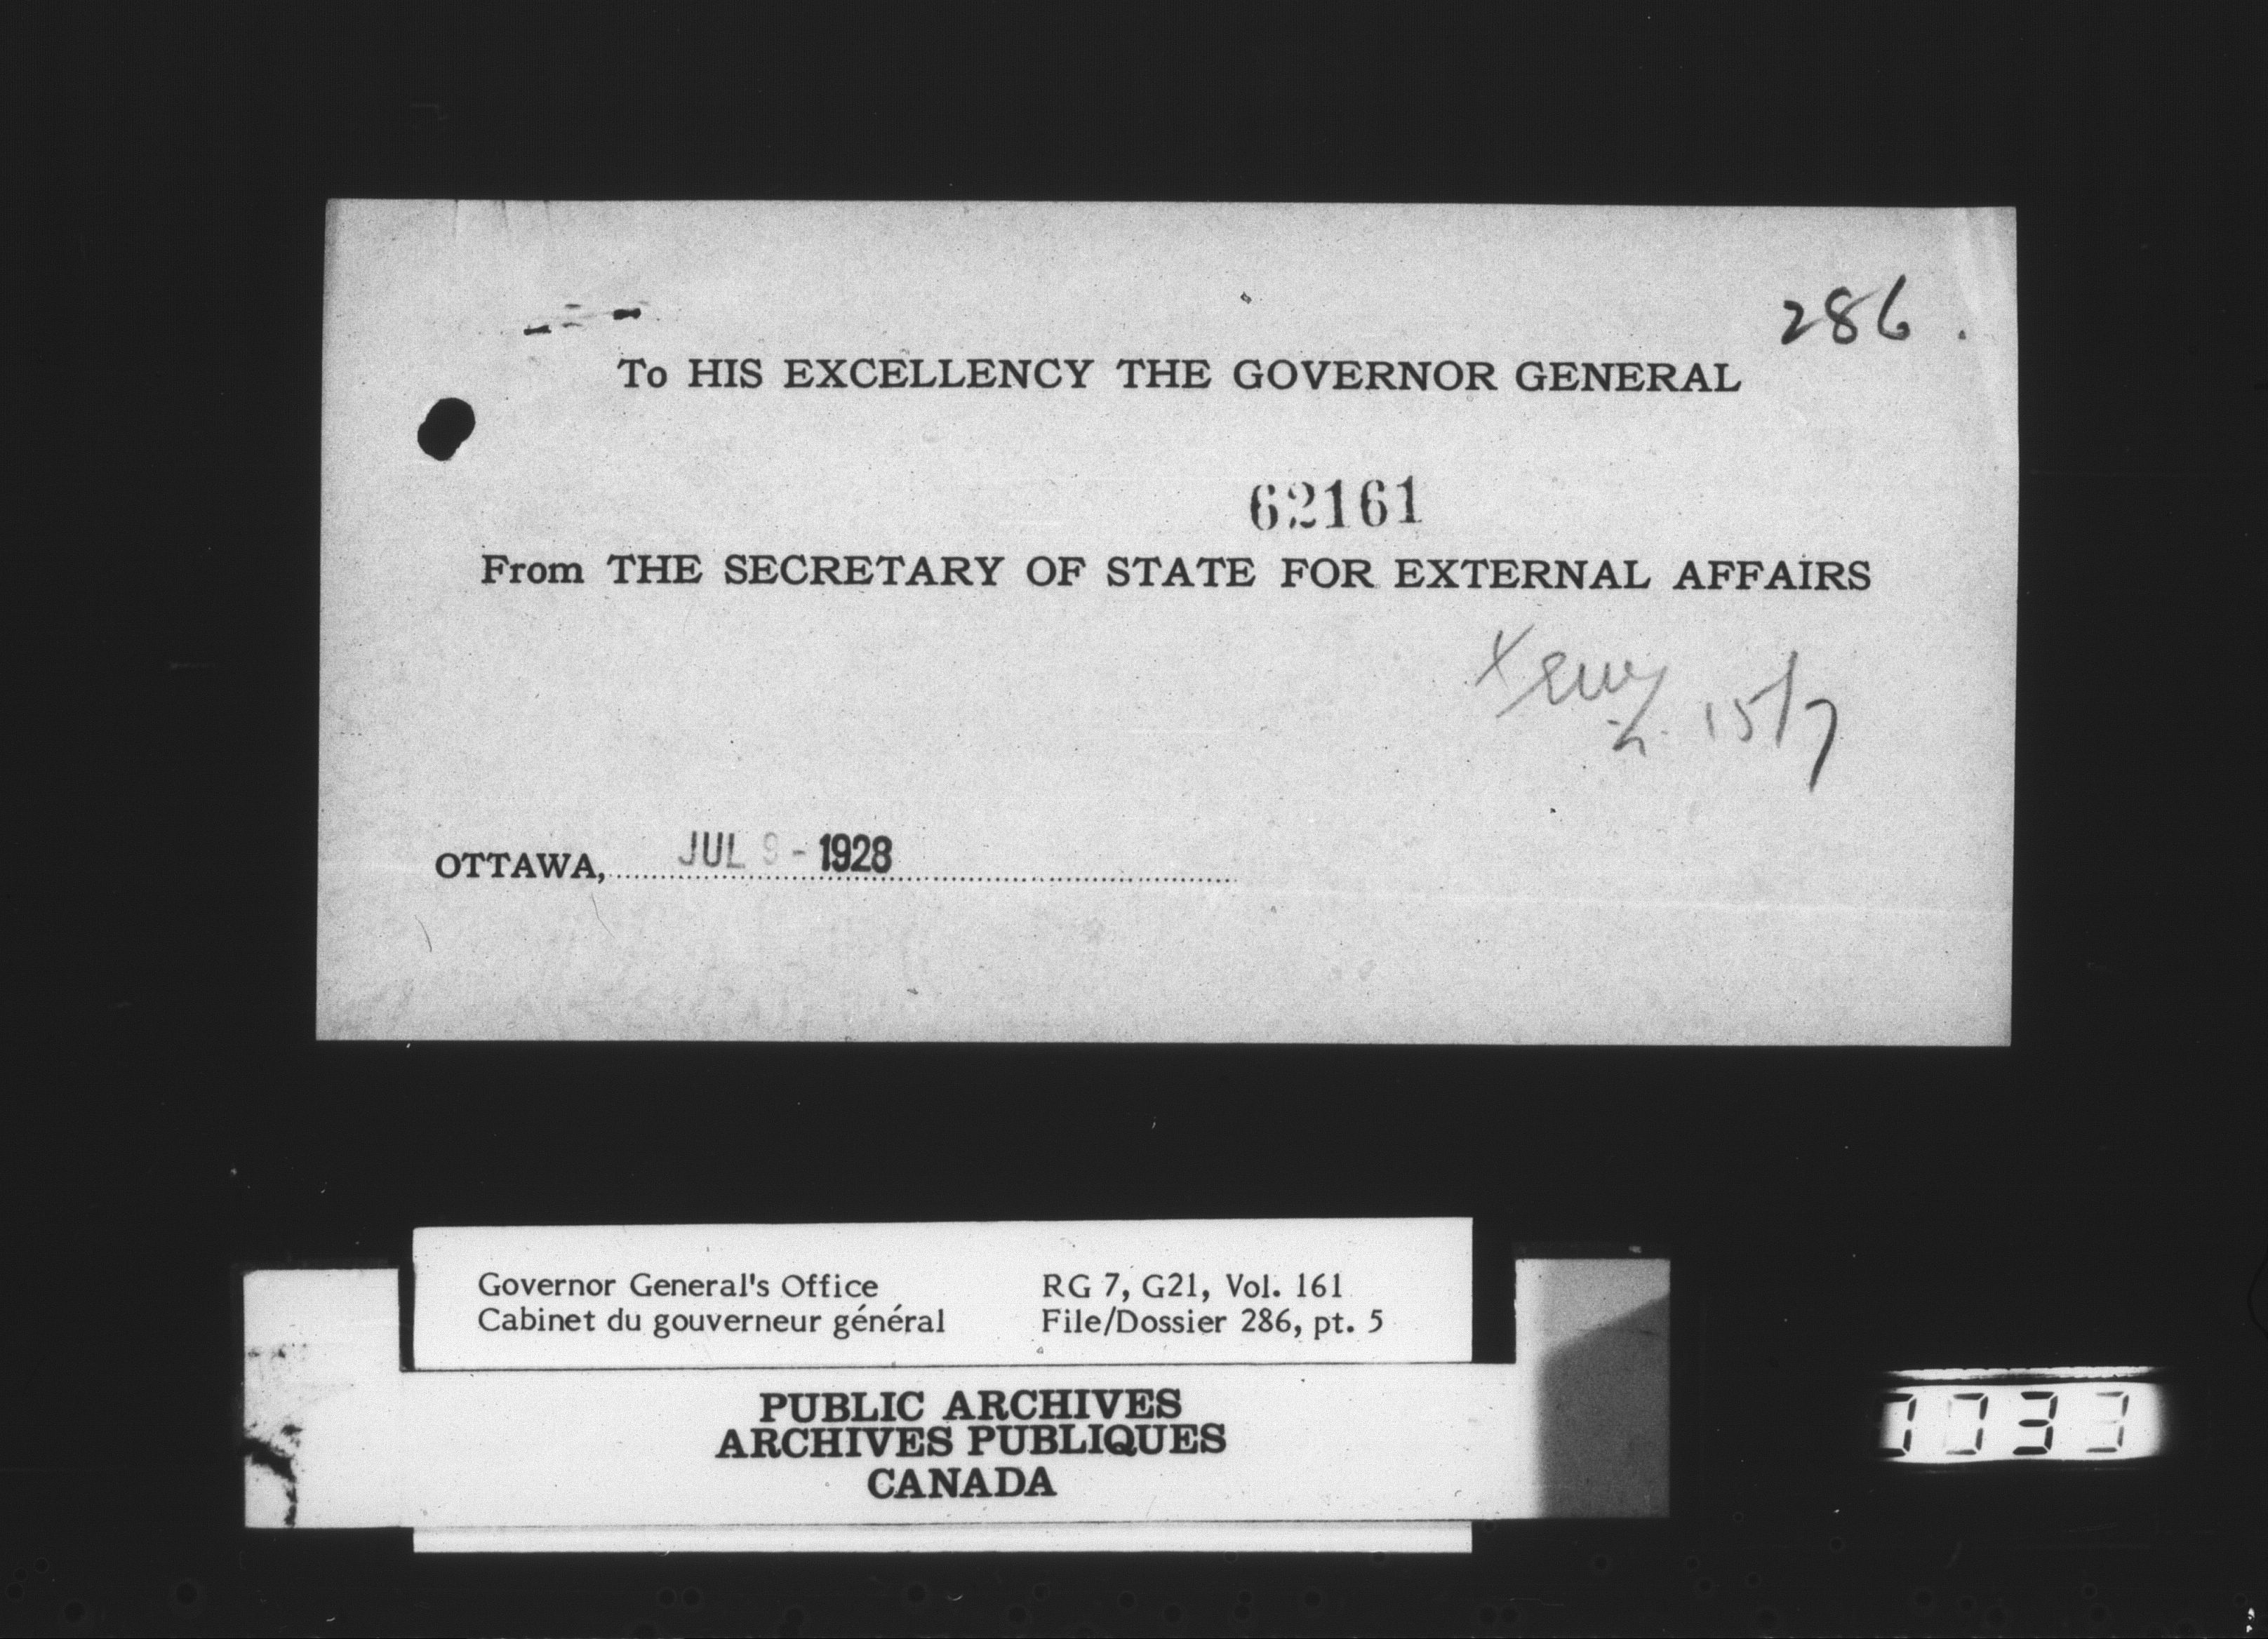 286.
To HIS EXCELLENCY THE GOVERNOR GENERAL
62161
From THE SECRETARY OF STATE FOR EXTERNAL AFFAIRS
15/7
OTTAWA, JUL 9 - 1928
Governor General's Office RG 7, G21, Vol. 161
Cabinet du gouverneur général File/Dossier 286, pt. 5
PUBLIC ARCHIVES
ARCHIVES PUBLIQUES
CANADA